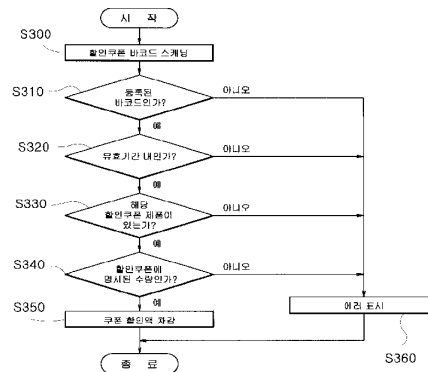 시 작
S300
할인쿠폰 바코드 스캐닝
S310
등록된
바코드인가?
아니오
예
S320
유효기간 내인가?
아니오
예
S330
해당
할인쿠폰 제품이
있는가?
아니오
예
S340
할인쿠폰에
명시된 수량인가?
아니오
예
S350
쿠폰 할인액 차감
에러 표시
S360
종 료